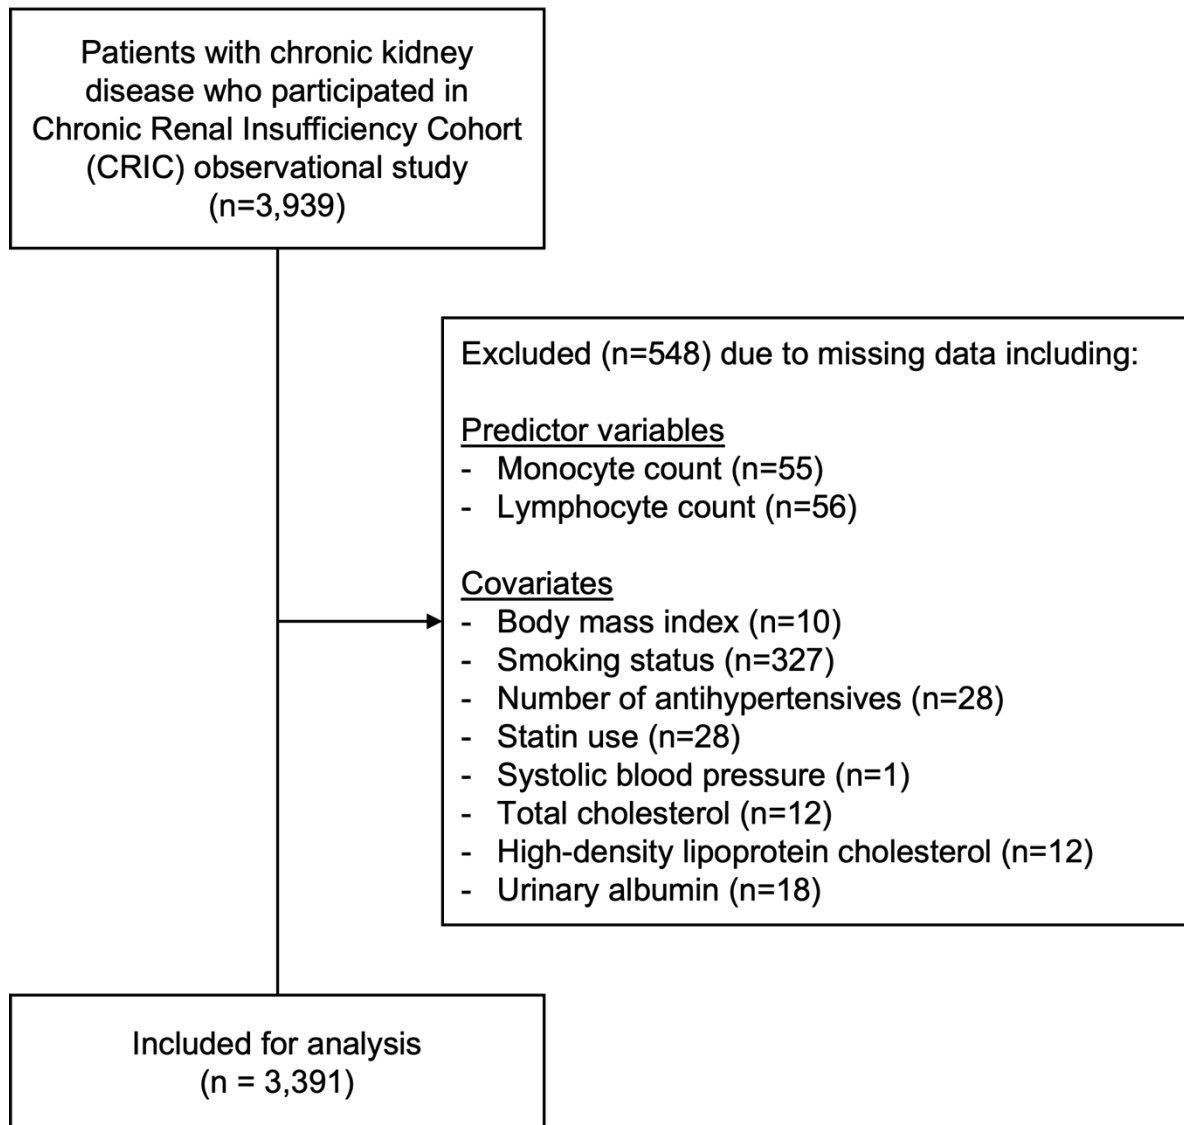 Patients with chronic kidney
disease who participated in
Chronic Renal Insufficiency Cohort
(CRIC) observational study
(n=3,939)
Excluded (n=548) due to missing data including:
Predictor variables
- Monocyte count (n=55)
- Lymphocyte count (n=56)
Covariates
- Body mass index (n=10)
- Smoking status (n=327)
- Number of antihypertensives (n=28)
- Statin use (n=28)
- Systolic blood pressure (n=1)
- Total cholesterol (n=12)
- High-density lipoprotein cholesterol (n=12)
- Urinary albumin (n=18)
Included for analysis
(n = 3,391)